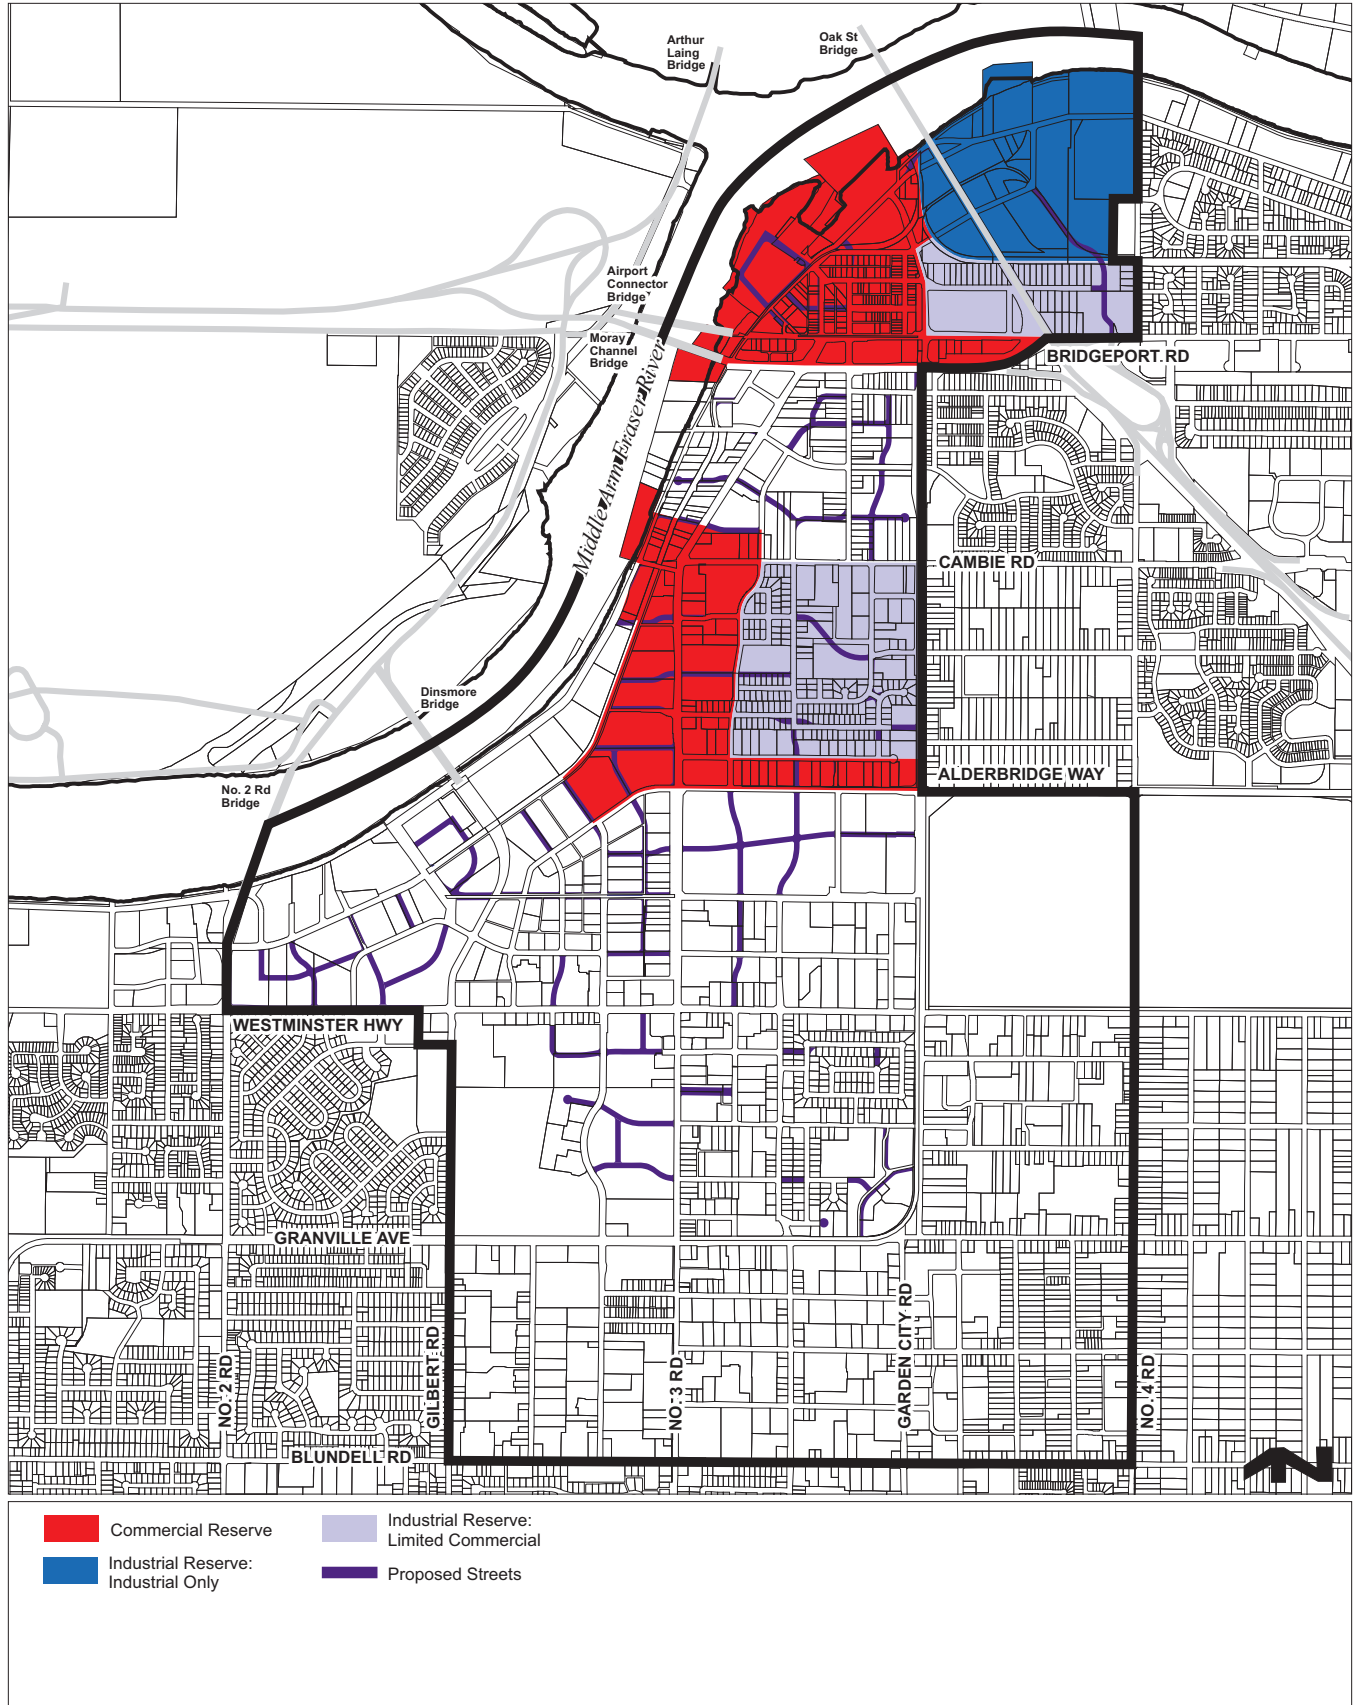 Arthur
Laing
Bridge
Oak St
Bridge
Airport
Connector
Bridge
Moray
Channel
Bridge
BRIDGEPORT RD
Middle Arm Fraser River
CAMBIE RD
Dinsmore
Bridge
ALDERBRIDGE WAY
No. 2 Rd
Bridge
WESTMINSTER HWY
GRANVILLE AVE
NO. 2 RD
GILBERT RD
NO. 3 RD
GARDEN CITY RD
NO. 4 RD
BLUNDELL RD
Commercial Reserve
Industrial Reserve:
Limited Commercial
Industrial Reserve:
Industrial Only
Proposed Streets